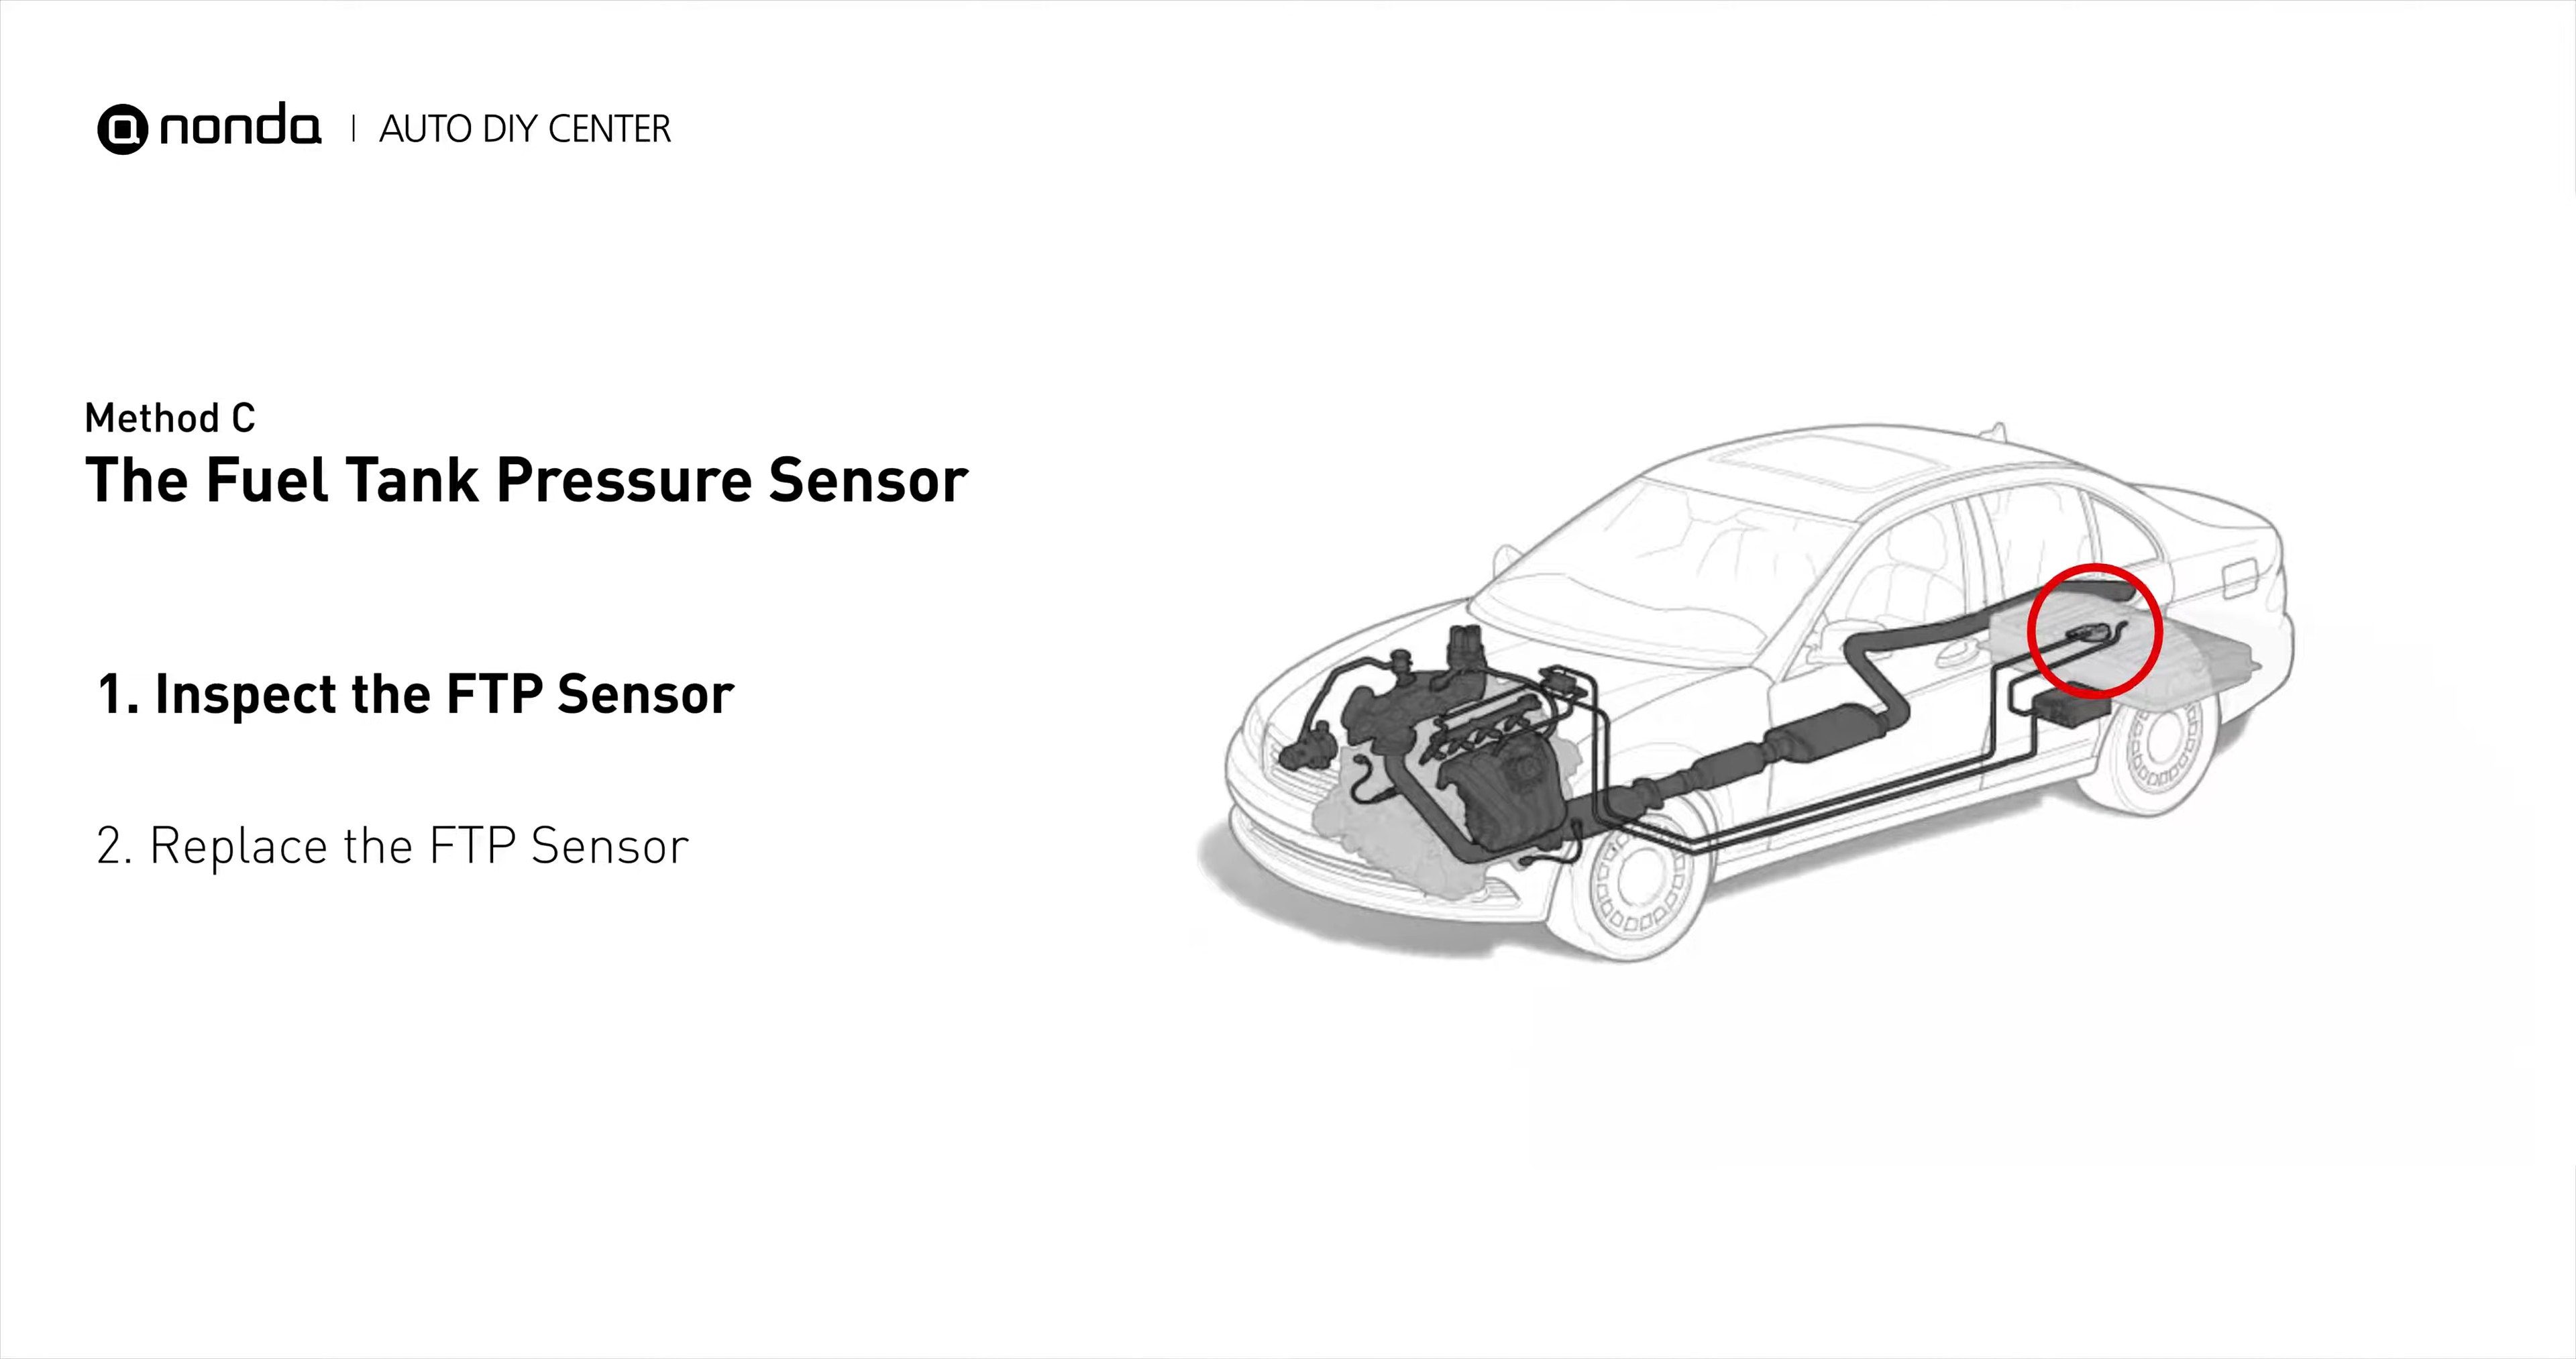 nonda | AUTO DIY CENTER
Method C
The Fuel Tank Pressure Sensor
1. Inspect the FTP Sensor
2. Replace the FTP Sensor